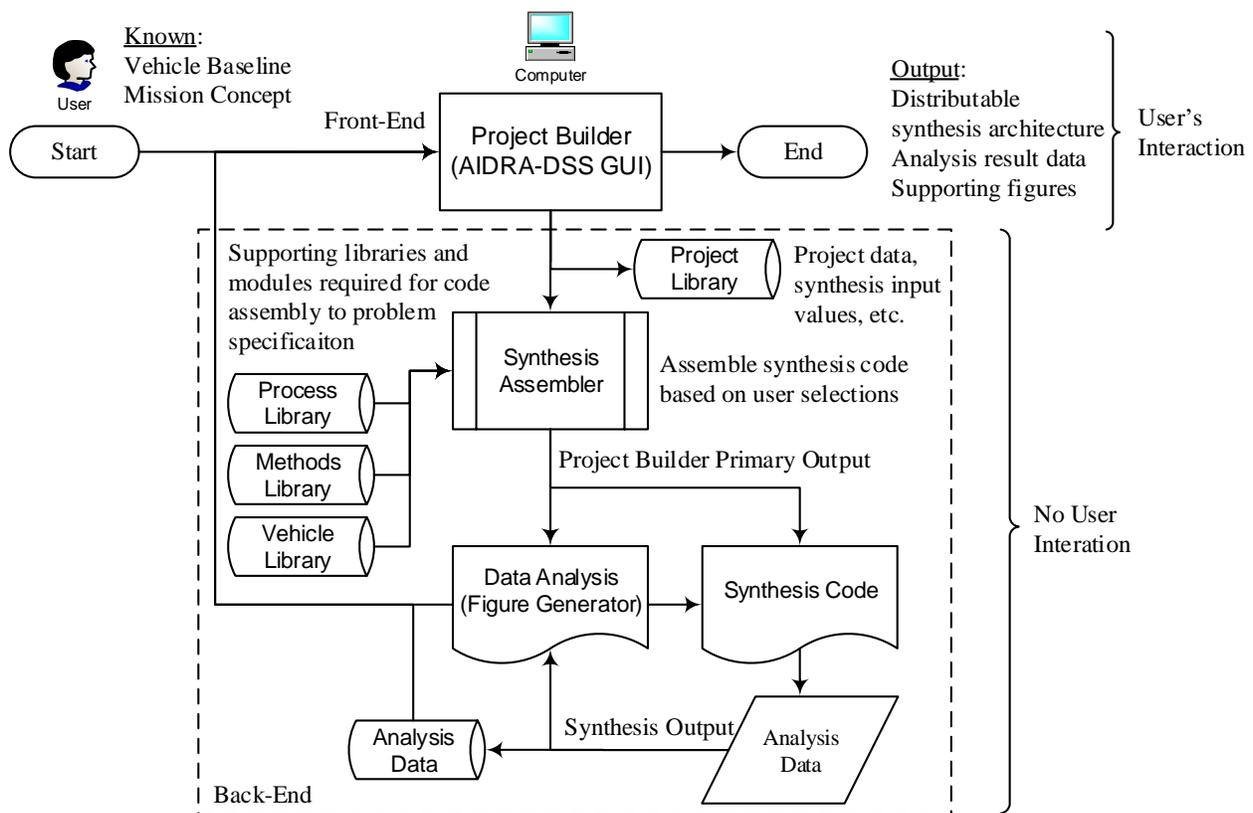 Known:
Vehicle Baseline
Mission Concept
User
Computer
Output:
Distributable
synthesis architecture
Analysis result data
Supporting figures
User's
Interaction
Start
Front-End
Project Builder
(AIDRA-DSS GUI)
End
Supporting libraries and
modules required for code
assembly to problem
specificaiton
Project
Library
Project data,
synthesis input
values, etc.
Synthesis
Assembler
Assemble synthesis code
based on user selections
Process
Library
Methods
Library
Vehicle
Library
Project Builder Primary Output
No User
Interation
Data Analysis
(Figure Generator)
Synthesis Code
Synthesis Output
Analysis
Data
Analysis
Data
Back-End